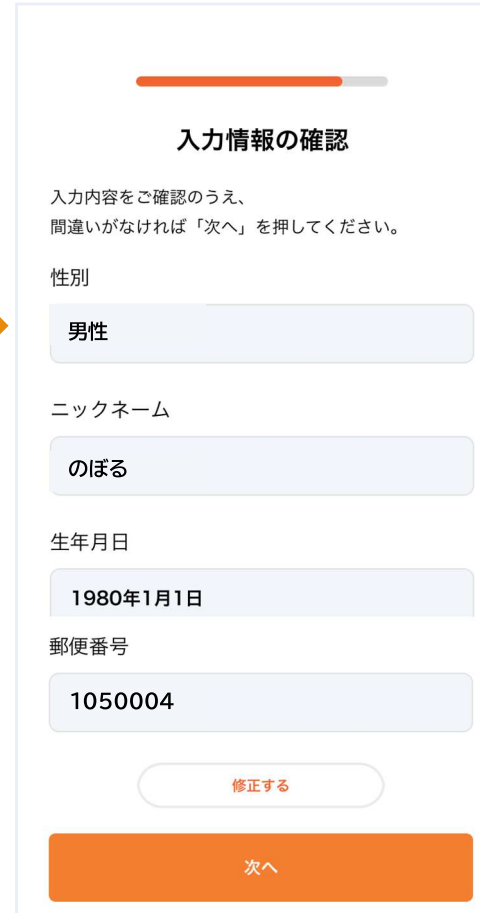 入力情報の確認
入力内容をご確認のうえ、
間違いがなければ「次へ」を押してください。
性別
男性
ニックネーム
のぼる
生年月日
1980年1月1日
郵便番号
1050004
修正する
次へ